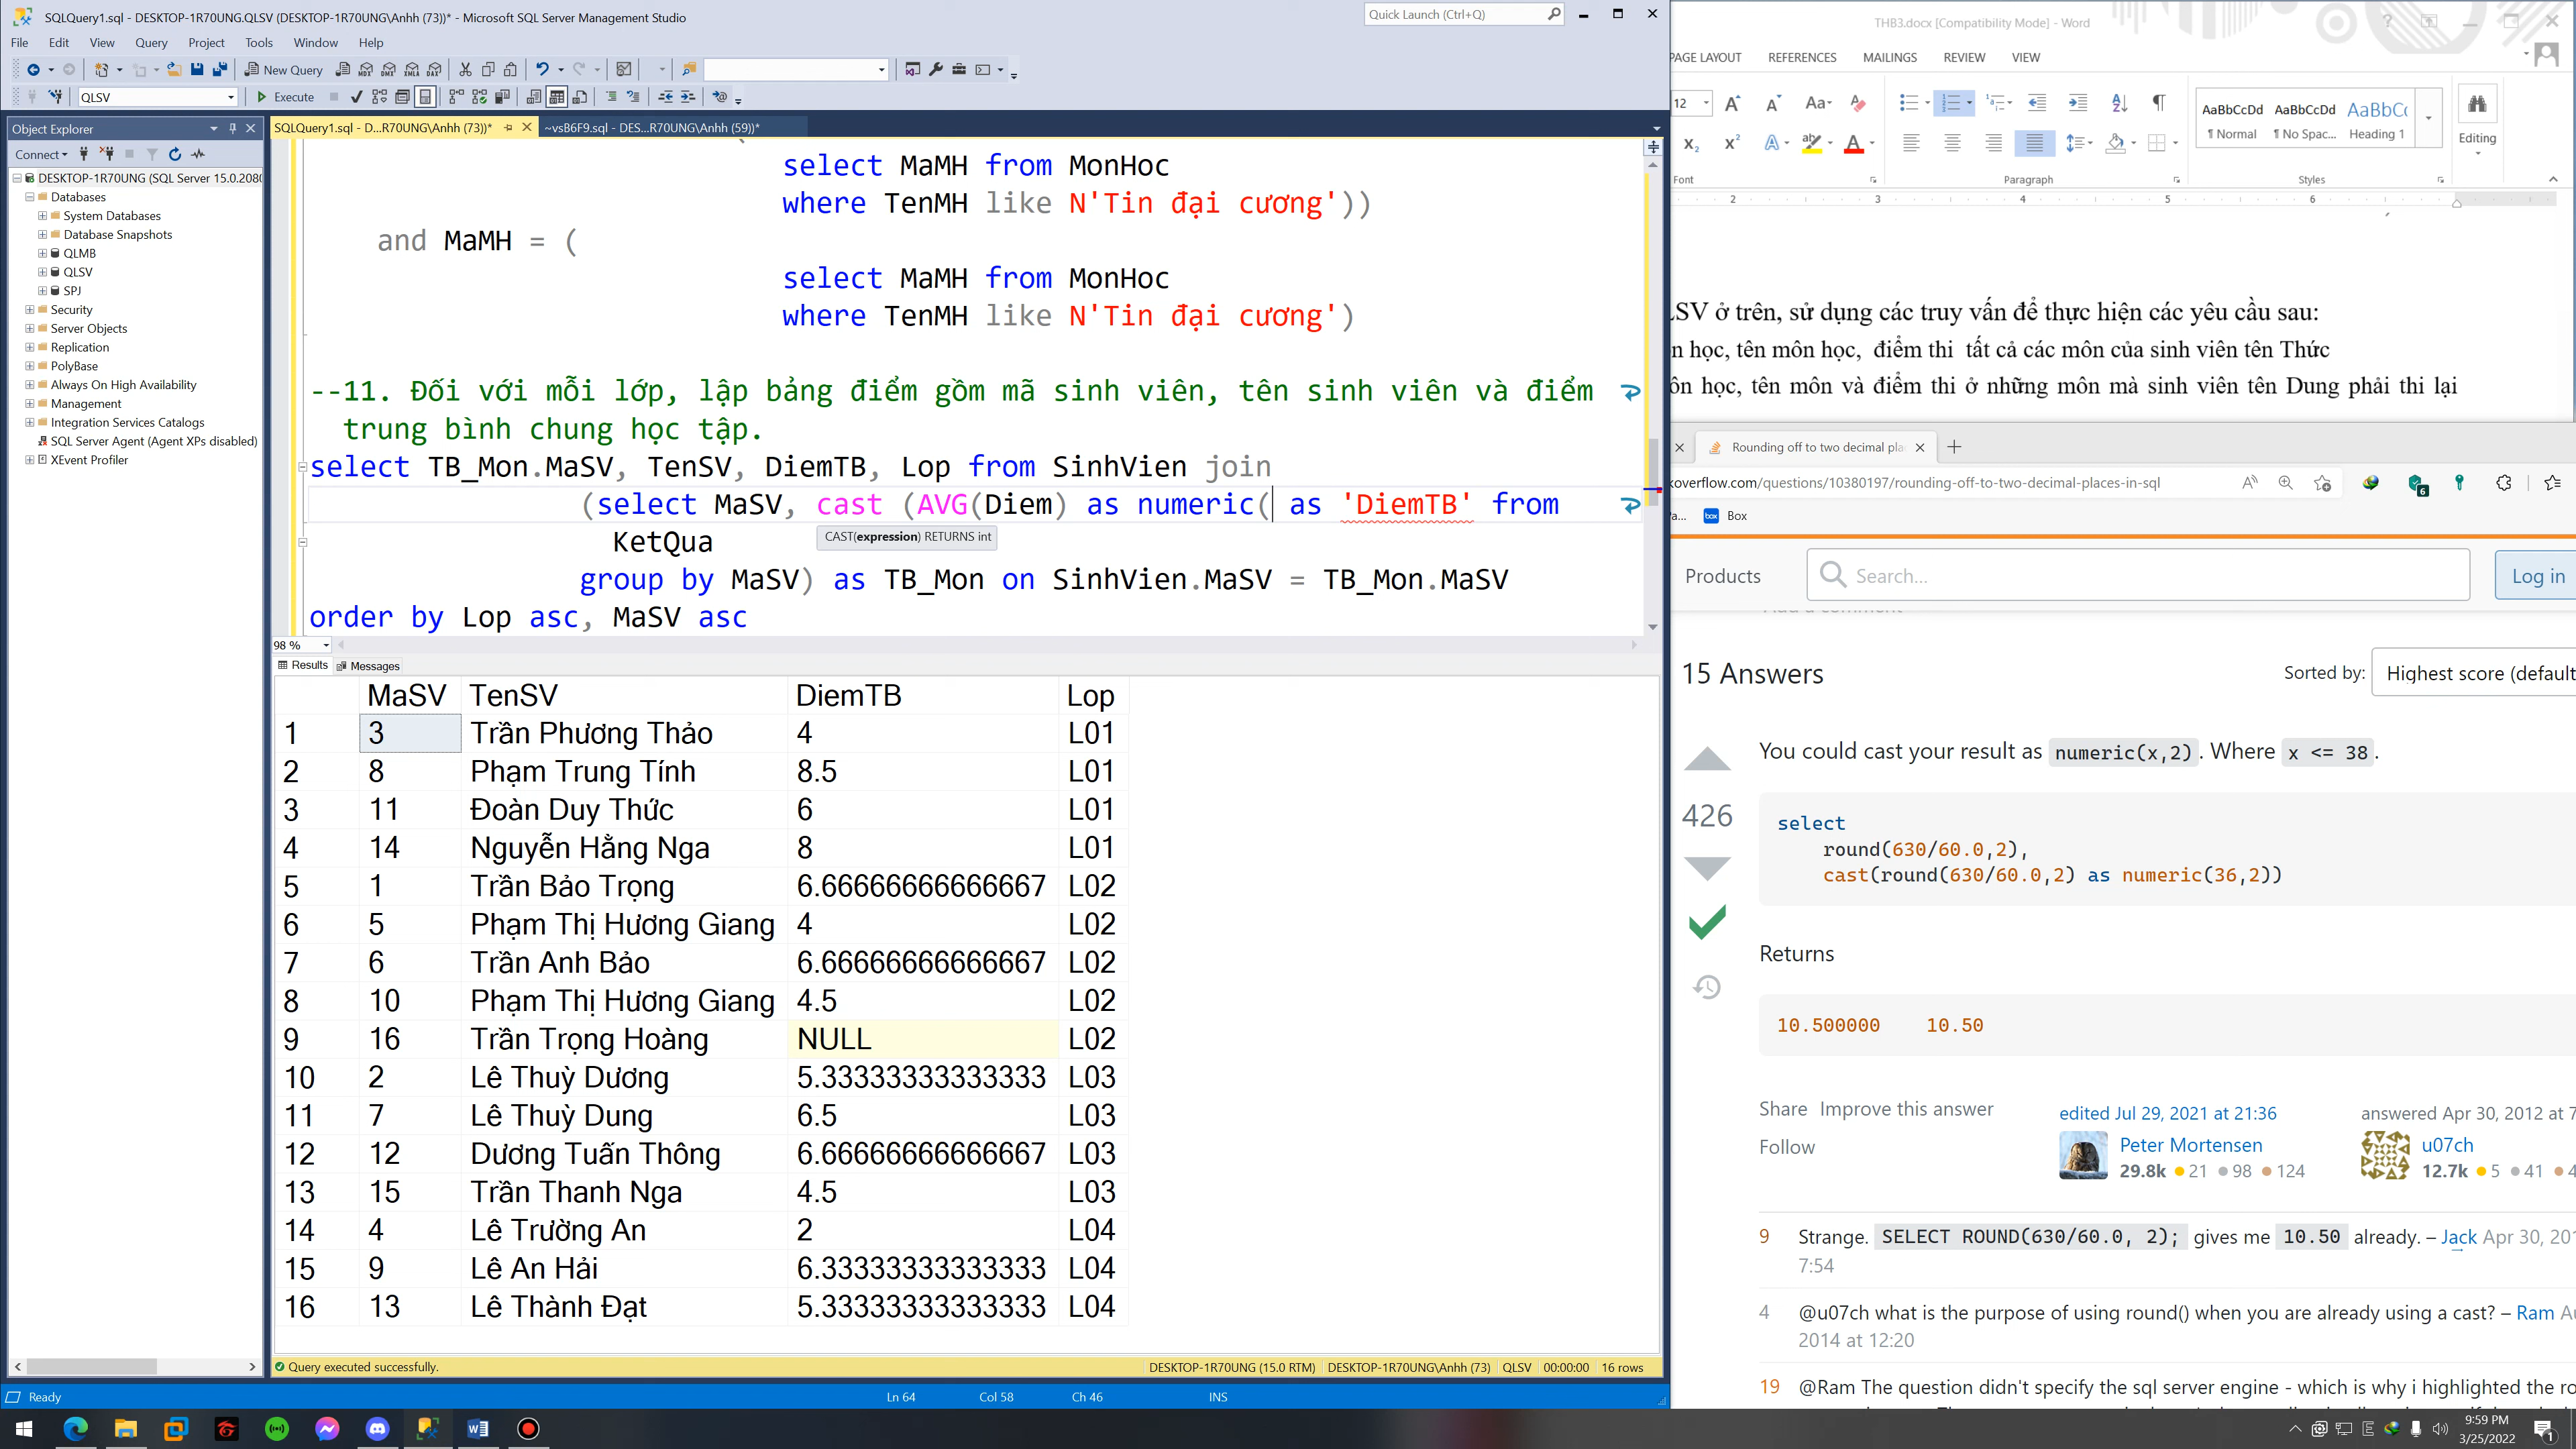 SQLQuery1.sql - DESKTOP-1R70UNG.QLSV (DESKTOP-1R70UNG\Anhh (73))* - Microsoft SQL Server Management Studio
Quick Launch (Ctrl+Q)
File Edit View Query Project Tools Window Help
New Query
QLSV
Execute
Object Explorer
Connect
DESKTOP-1R70UNG (SQL Server 15.0.2080
Databases
System Databases
Database Snapshots
QLMB
QLSV
SPJ
Security
Server Objects
Replication
PolyBase
Always On High Availability
Management
Integration Services Catalogs
SQL Server Agent (Agent XPs disabled)
XEvent Profiler
SQLQuery1.sql - D...R70UNG\Anhh (73))*
~vsB6F9.sql - DES...R70UNG\Anhh (59))*
select MaMH from MonHoc
where TenMH like N'Tin đại cương'))
and MaMH = (
select MaMH from MonHoc
where TenMH like N'Tin đại cương')
--11. Đối với mỗi lớp, lập bảng điểm gồm mã sinh viên, tên sinh viên và điểm
trung bình chung học tập.
select TB_Mon.MaSV, TenSV, DiemTB, Lop from SinhVien join
(select MaSV, cast (AVG(Diem) as numeric( as 'DiemTB' from
CAST(expression) RETURNS int
KetQua
group by MaSV) as TB_Mon on SinhVien.MaSV = TB_Mon.MaSV
order by Lop asc, MaSV asc
98 %
Results Messages
MaSV TenSV DiemTB Lop
1 3 Trần Phương Thảo 4 L01
2 8 Phạm Trung Tính 8.5 L01
3 11 Đoàn Duy Thức 6 L01
4 14 Nguyễn Hằng Nga 8 L01
5 1 Trần Bảo Trọng 6.66666666666667 L02
6 5 Phạm Thị Hương Giang 4 L02
7 6 Trần Anh Bảo 6.66666666666667 L02
8 10 Phạm Thị Hương Giang 4.5 L02
9 16 Trần Trọng Hoàng NULL L02
10 2 Lê Thuỳ Dương 5.33333333333333 L03
11 7 Lê Thuỳ Dung 6.5 L03
12 12 Dương Tuấn Thông 6.66666666666667 L03
13 15 Trần Thanh Nga 4.5 L03
14 4 Lê Trường An 2 L04
15 9 Lê An Hải 6.33333333333333 L04
16 13 Lê Thành Đạt 5.33333333333333 L04
Query executed successfully.
DESKTOP-1R70UNG (15.0 RTM) DESKTOP-1R70UNG\Anhh (73) QLSV 00:00:00 16 rows
Ready Ln 64 Col 58 Ch 46 INS
THB3.docx [Compatibility Mode] - Word
PAGE LAYOUT REFERENCES MAILINGS REVIEW VIEW
12
AaBbCcDd AaBbCcDd AaBbC
¶ Normal ¶ No Spac... Heading 1
Editing
Font Paragraph Styles
2 3 4 5 6
LSV ở trên, sử dụng các truy vấn để thực hiện các yêu cầu sau:
n học, tên môn học, điểm thi tất cả các môn của sinh viên tên Thức
ôn học, tên môn và điểm thi ở những môn mà sinh viên tên Dung phải thi lại
Rounding off to two decimal pla
overflow.com/questions/10380197/rounding-off-to-two-decimal-places-in-sql
a... Box
Products
Search...
Log in
Add a comment
15 Answers
Sorted by: Highest score (default
You could cast your result as numeric(x,2). Where x <= 38.
426
select
round(630/60.0,2),
cast(round(630/60.0,2) as numeric(36,2))
Returns
10.500000 10.50
Share Improve this answer
Follow
edited Jul 29, 2021 at 21:36
Peter Mortensen
29.8k 21 98 124
answered Apr 30, 2012 at 7
u07ch
12.7k 5 41 4
9 Strange. SELECT ROUND(630/60.0, 2); gives me 10.50 already. – Jack Apr 30, 201
7:54
4 @u07ch what is the purpose of using round() when you are already using a cast? – Ram Au
2014 at 12:20
19 @Ram The question didn't specify the sql server engine - which is why i highlighted the ro
9:59 PM
3/25/2022